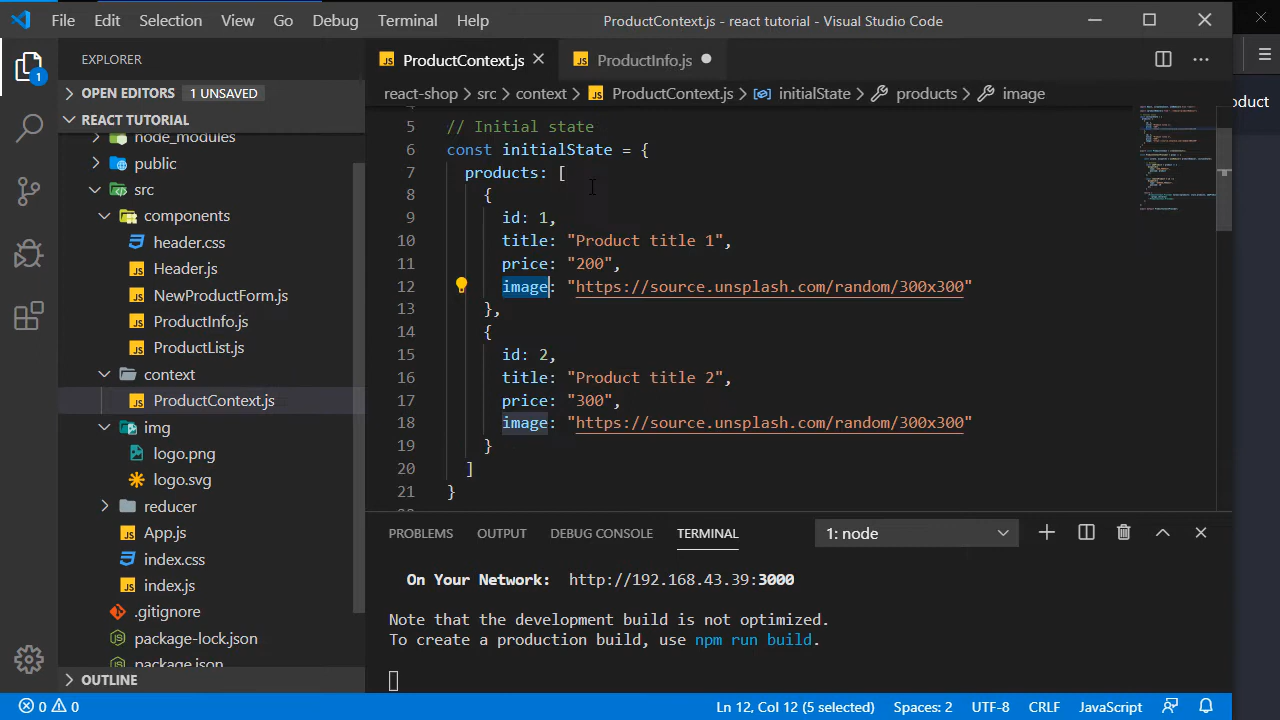 File Edit Selection View Go Debug Terminal Help ProductContext.js - react tutorial - Visual Studio Code
EXPLORER
1
OPEN EDITORS 1 UNSAVED
REACT TUTORIAL
node_modules
public
src
components
header.css
Header.js
NewProductForm.js
ProductInfo.js
ProductList.js
context
ProductContext.js
img
logo.png
logo.svg
reducer
App.js
index.css
index.js
.gitignore
package-lock.json
package.json
OUTLINE
JS ProductContext.js JS ProductInfo.js
react-shop > src > context > JS ProductContext.js > initialState > products > image
5 // Initial state
6 const initialState = {
7 products: [
8 {
9 id: 1,
10 title: "Product title 1",
11 price: "200",
12 image: "https://source.unsplash.com/random/300x300"
13 },
14 {
15 id: 2,
16 title: "Product title 2",
17 price: "300",
18 image: "https://source.unsplash.com/random/300x300"
19 }
20 ]
21 }
PROBLEMS OUTPUT DEBUG CONSOLE TERMINAL 1: node
On Your Network: http://192.168.43.39:3000
Note that the development build is not optimized.
To create a production build, use npm run build.
0 0 Ln 12, Col 12 (5 selected) Spaces: 2 UTF-8 CRLF JavaScript